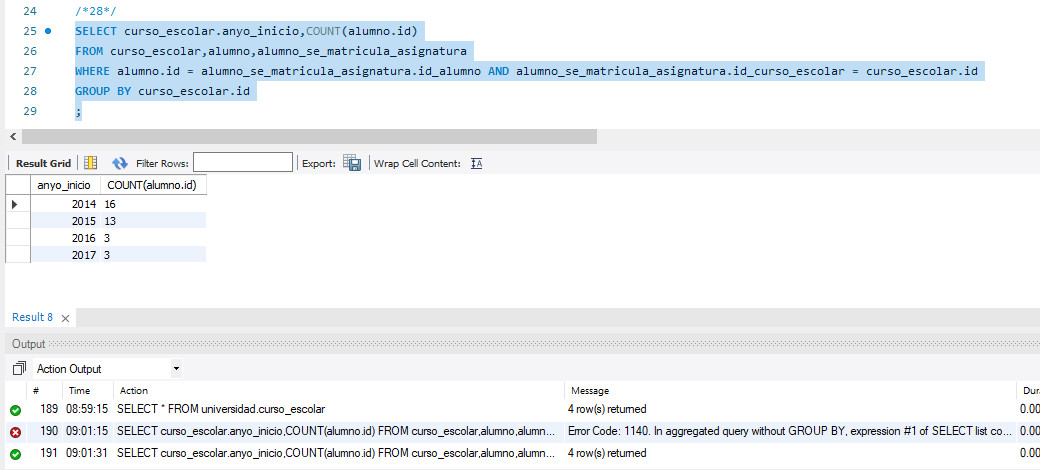 24 /*28*/
25 SELECT curso_escolar.anyo_inicio,COUNT(alumno.id)
26 FROM curso_escolar,alumno,alumno_se_matricula_asignatura
27 WHERE alumno.id = alumno_se_matricula_asignatura.id_alumno AND alumno_se_matricula_asignatura.id_curso_escolar = curso_escolar.id
28 GROUP BY curso_escolar.id
29 ;
Result Grid Filter Rows: Export: Wrap Cell Content:
anyo_inicio COUNT(alumno.id)
2014 16
2015 13
2016 3
2017 3
Result 8
Output
Action Output
# Time Action Message Dura
189 08:59:15 SELECT * FROM universidad.curso_escolar 4 row(s) returned 0.00
190 09:01:15 SELECT curso_escolar.anyo_inicio,COUNT(alumno.id) FROM curso_escolar,alumno,alumn... Error Code: 1140. In aggregated query without GROUP BY, expression #1 of SELECT list co... 0.00
191 09:01:31 SELECT curso_escolar.anyo_inicio,COUNT(alumno.id) FROM curso_escolar,alumno,alumn... 4 row(s) returned 0.00